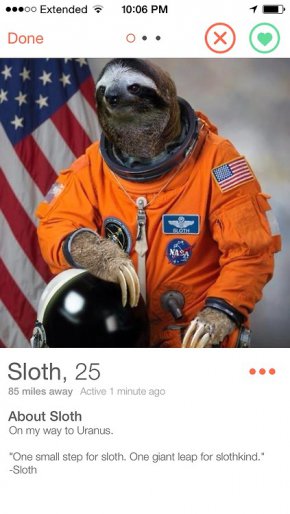 Extended 10:06 PM
Done
SLOTH
NASA
Sloth, 25
85 miles away Active 1 minute ago
About Sloth
On my way to Uranus.
"One small step for sloth. One giant leap for slothkind."
-Sloth